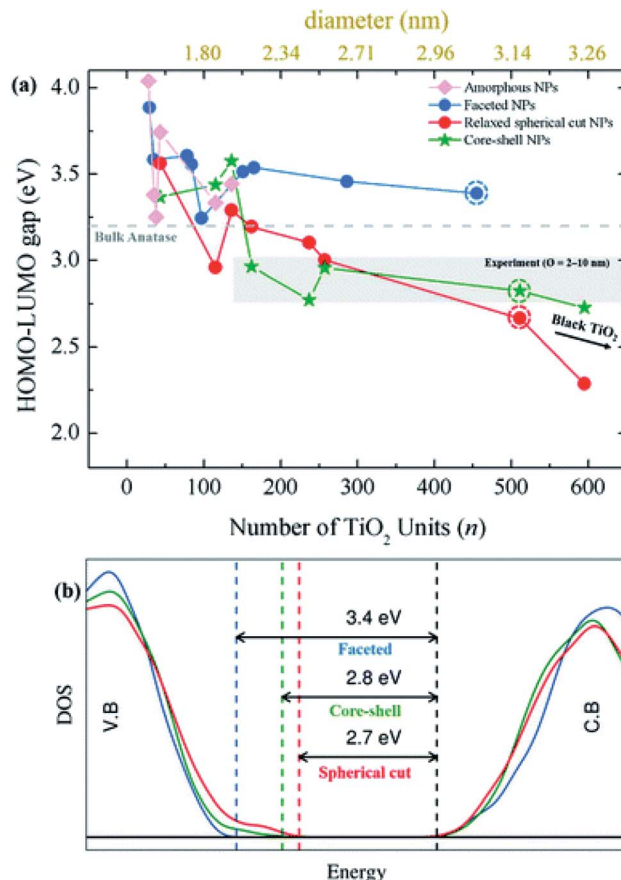 diameter (nm)
1.80 2.34 2.71 2.96 3.14 3.26
(a)
4.0
3.5
3.0
2.5
2.0
HOMO-LUMO gap (eV)
Amorphous NPs
Faceted NPs
Relaxed spherical cut NPs
Core-shell NPs
Bulk Anatase
Experiment (Ø = 2–10 nm)
Black TiO₂
0 100 200 300 400 500 600
Number of TiO₂ Units (n)
(b)
DOS
V.B
C.B
3.4 eV
Faceted
2.8 eV
Core-shell
2.7 eV
Spherical cut
Energy